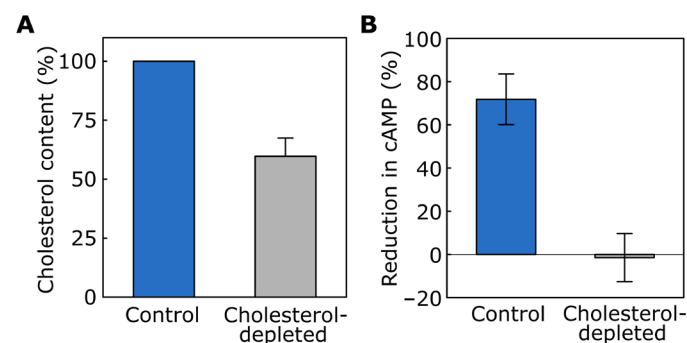 A
Cholesterol content (%)
100
75
50
25
0
Control
Cholesterol-
depleted
B
Reduction in cAMP (%)
100
80
60
40
20
0
−20
Control
Cholesterol-
depleted